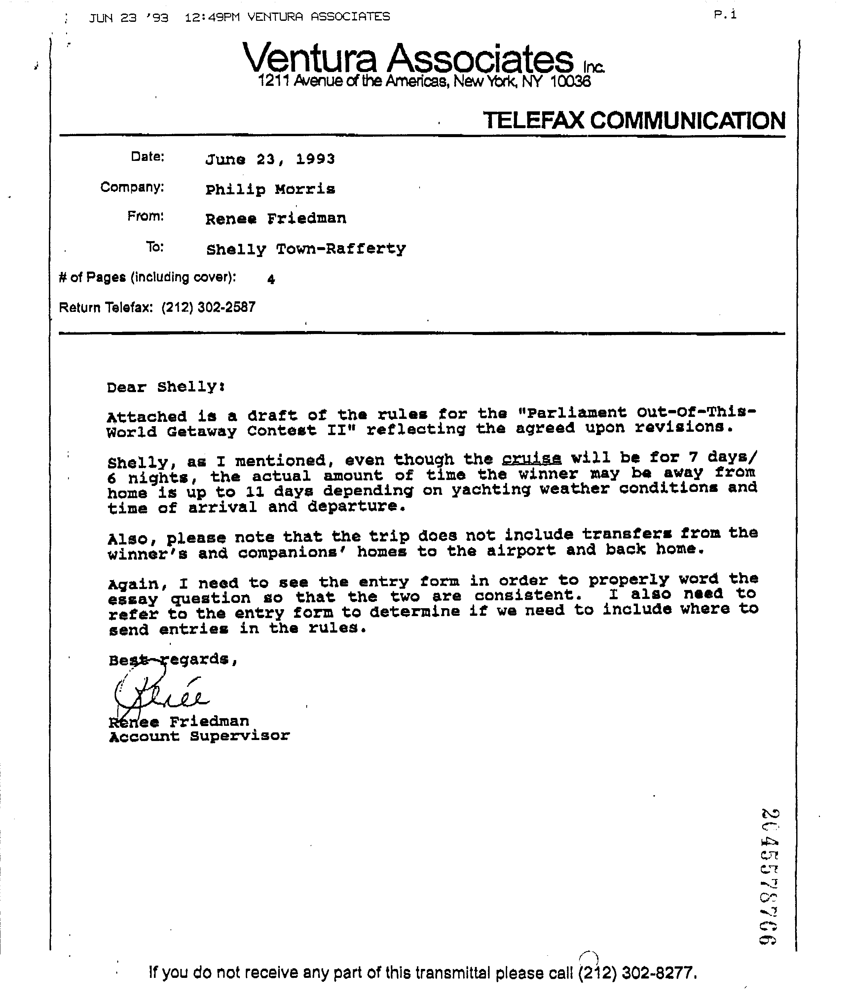 JUN 23 '93 12:49PM VENTURA ASSOCIATES P.1
Ventura Associates Inc.
1211 Avenue of the Americas, New York, NY 10036
TELEFAX COMMUNICATION
Date: June 23, 1993
Company: Philip Morris
From: Renee Friedman
To: Shelly Town-Rafferty
# of Pages (including cover): 4
Return Telefax: (212) 302-2587
Dear Shelly:
Attached is a draft of the rules for the "Parliament Out-Of-This-
World Getaway Contest II" reflecting the agreed upon revisions.
Shelly, as I mentioned, even though the cruise will be for 7 days/
6 nights, the actual amount of time the winner may be away from
home is up to 11 days depending on yachting weather conditions and
time of arrival and departure.
Also, please note that the trip does not include transfers from the
winner's and companions' homes to the airport and back home.
Again, I need to see the entry form in order to properly word the
essay question so that the two are consistent. I also need to
refer to the entry form to determine if we need to include where to
send entries in the rules.
Best regards,
Renée
Renee Friedman
Account Supervisor
2045578766
If you do not receive any part of this transmittal please call (212) 302-8277.